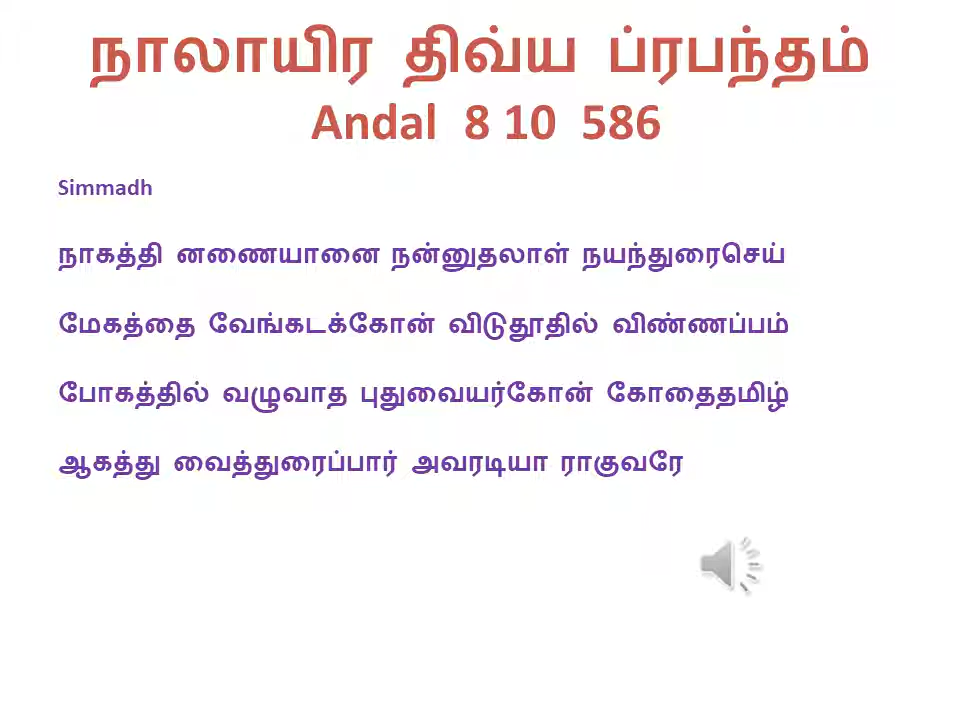 நாலாயிர திவ்ய ப்ரபந்தம்
Andal 8 10 586
Simmadh
நாகத்தி னணையானை நன்னுதலாள் நயந்துரைசெய்
மேகத்தை வேங்கடக்கோன் விடுதூதில் விண்ணப்பம்
போகத்தில் வழுவாத புதுவையர்கோன் கோதைதமிழ்
ஆகத்து வைத்துரைப்பார் அவரடியா ராகுவரே